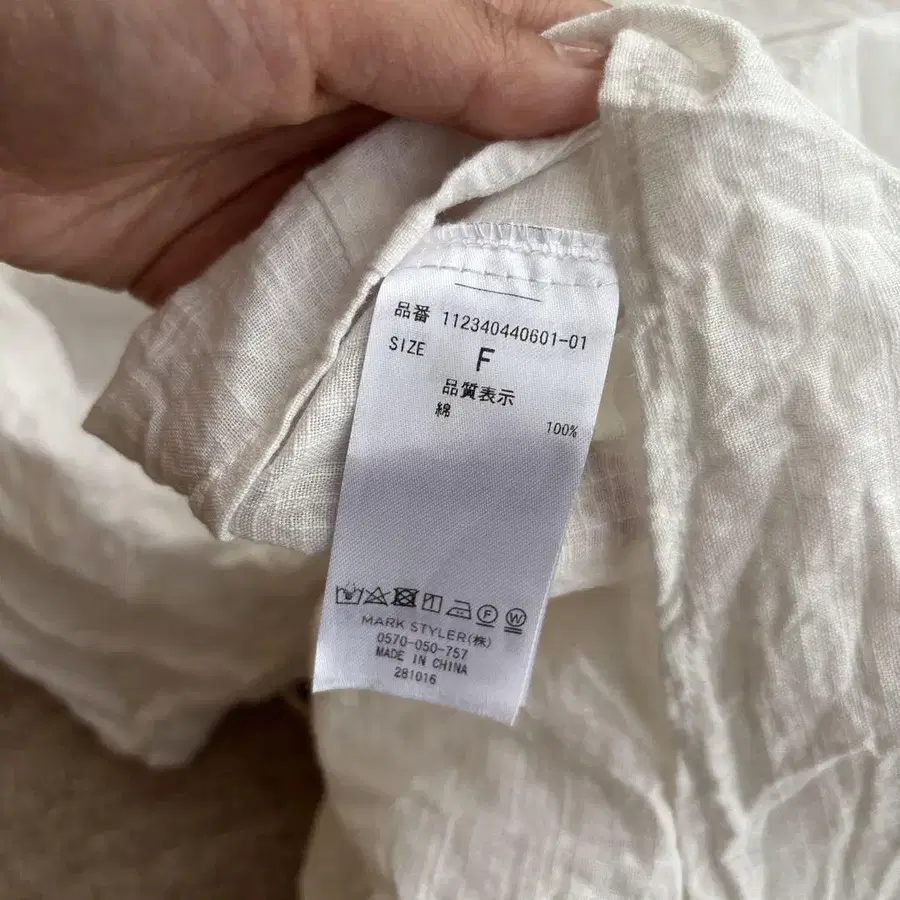 品番 112340440601-01
SIZE F
品質表示
綿 100%
F W
MARK STYLER(株)
0570-050-757
MADE IN CHINA
281016